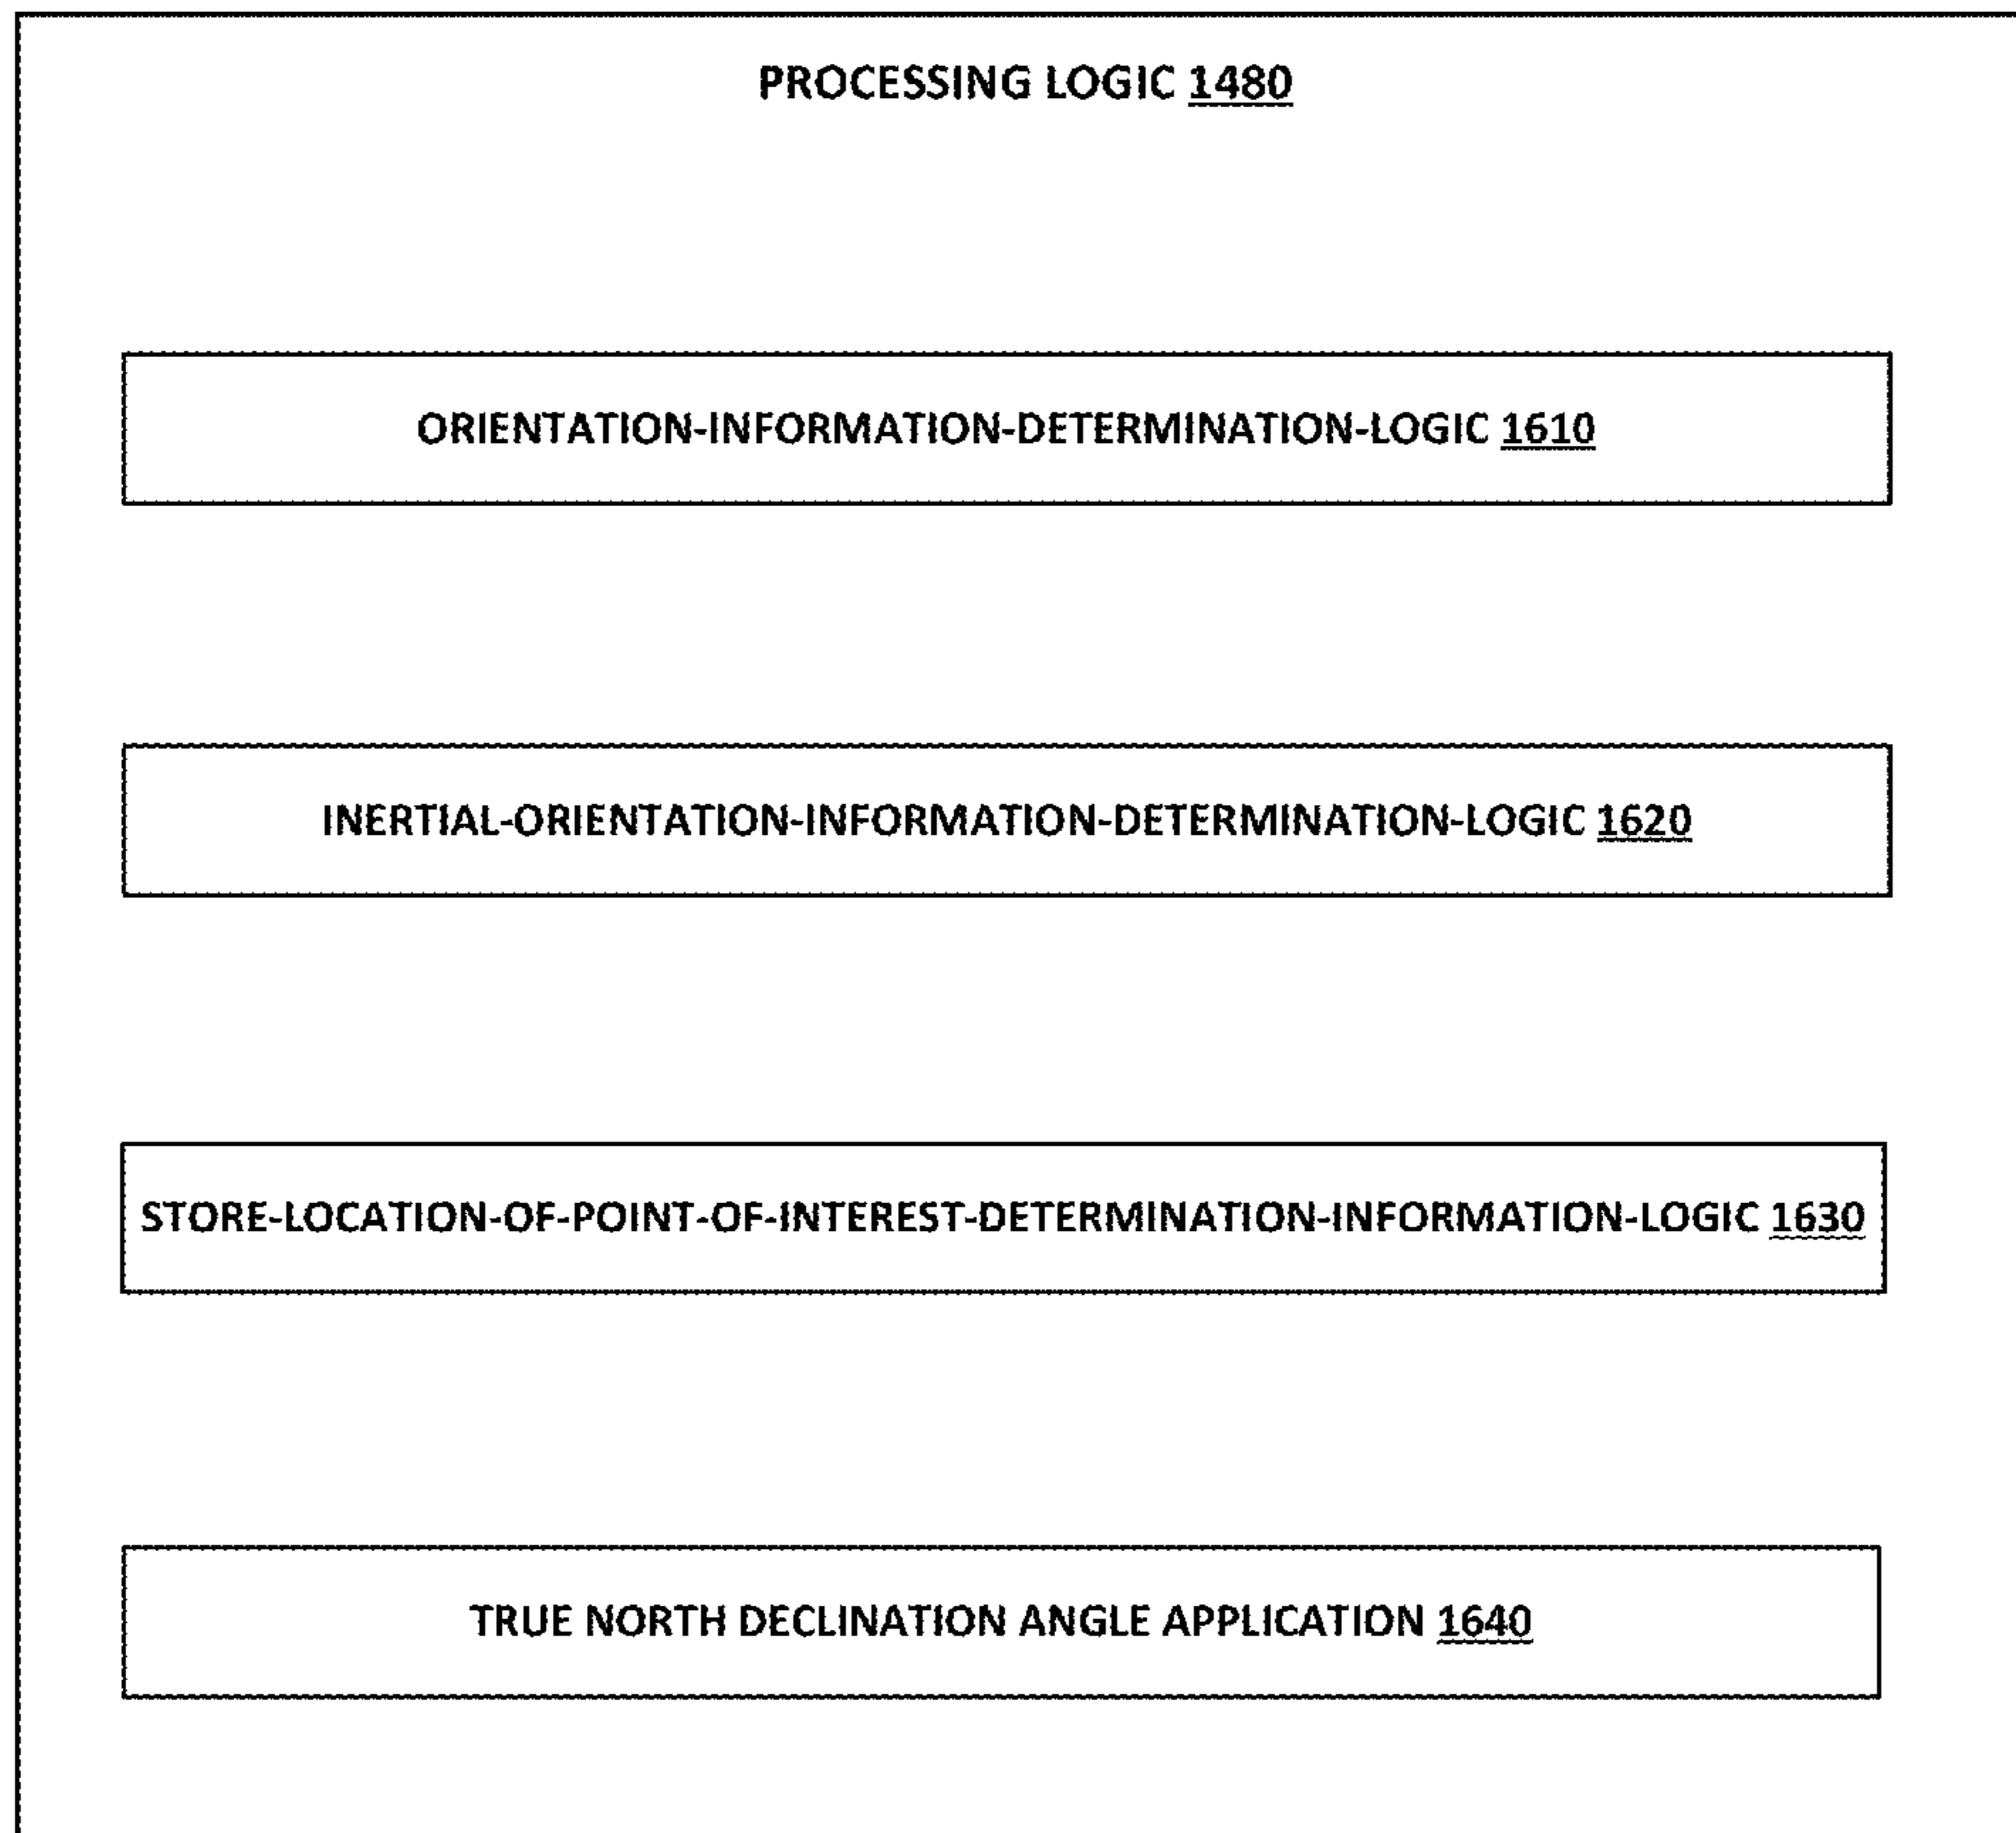 PROCESSING LOGIC 1480
ORIENTATION-INFORMATION-DETERMINATION-LOGIC 1610
INERTIAL-ORIENTATION-INFORMATION-DETERMINATION-LOGIC 1620
STORE-LOCATION-OF-POINT-OF-INTEREST-DETERMINATION-INFORMATION-LOGIC 1630
TRUE NORTH DECLINATION ANGLE APPLICATION 1640